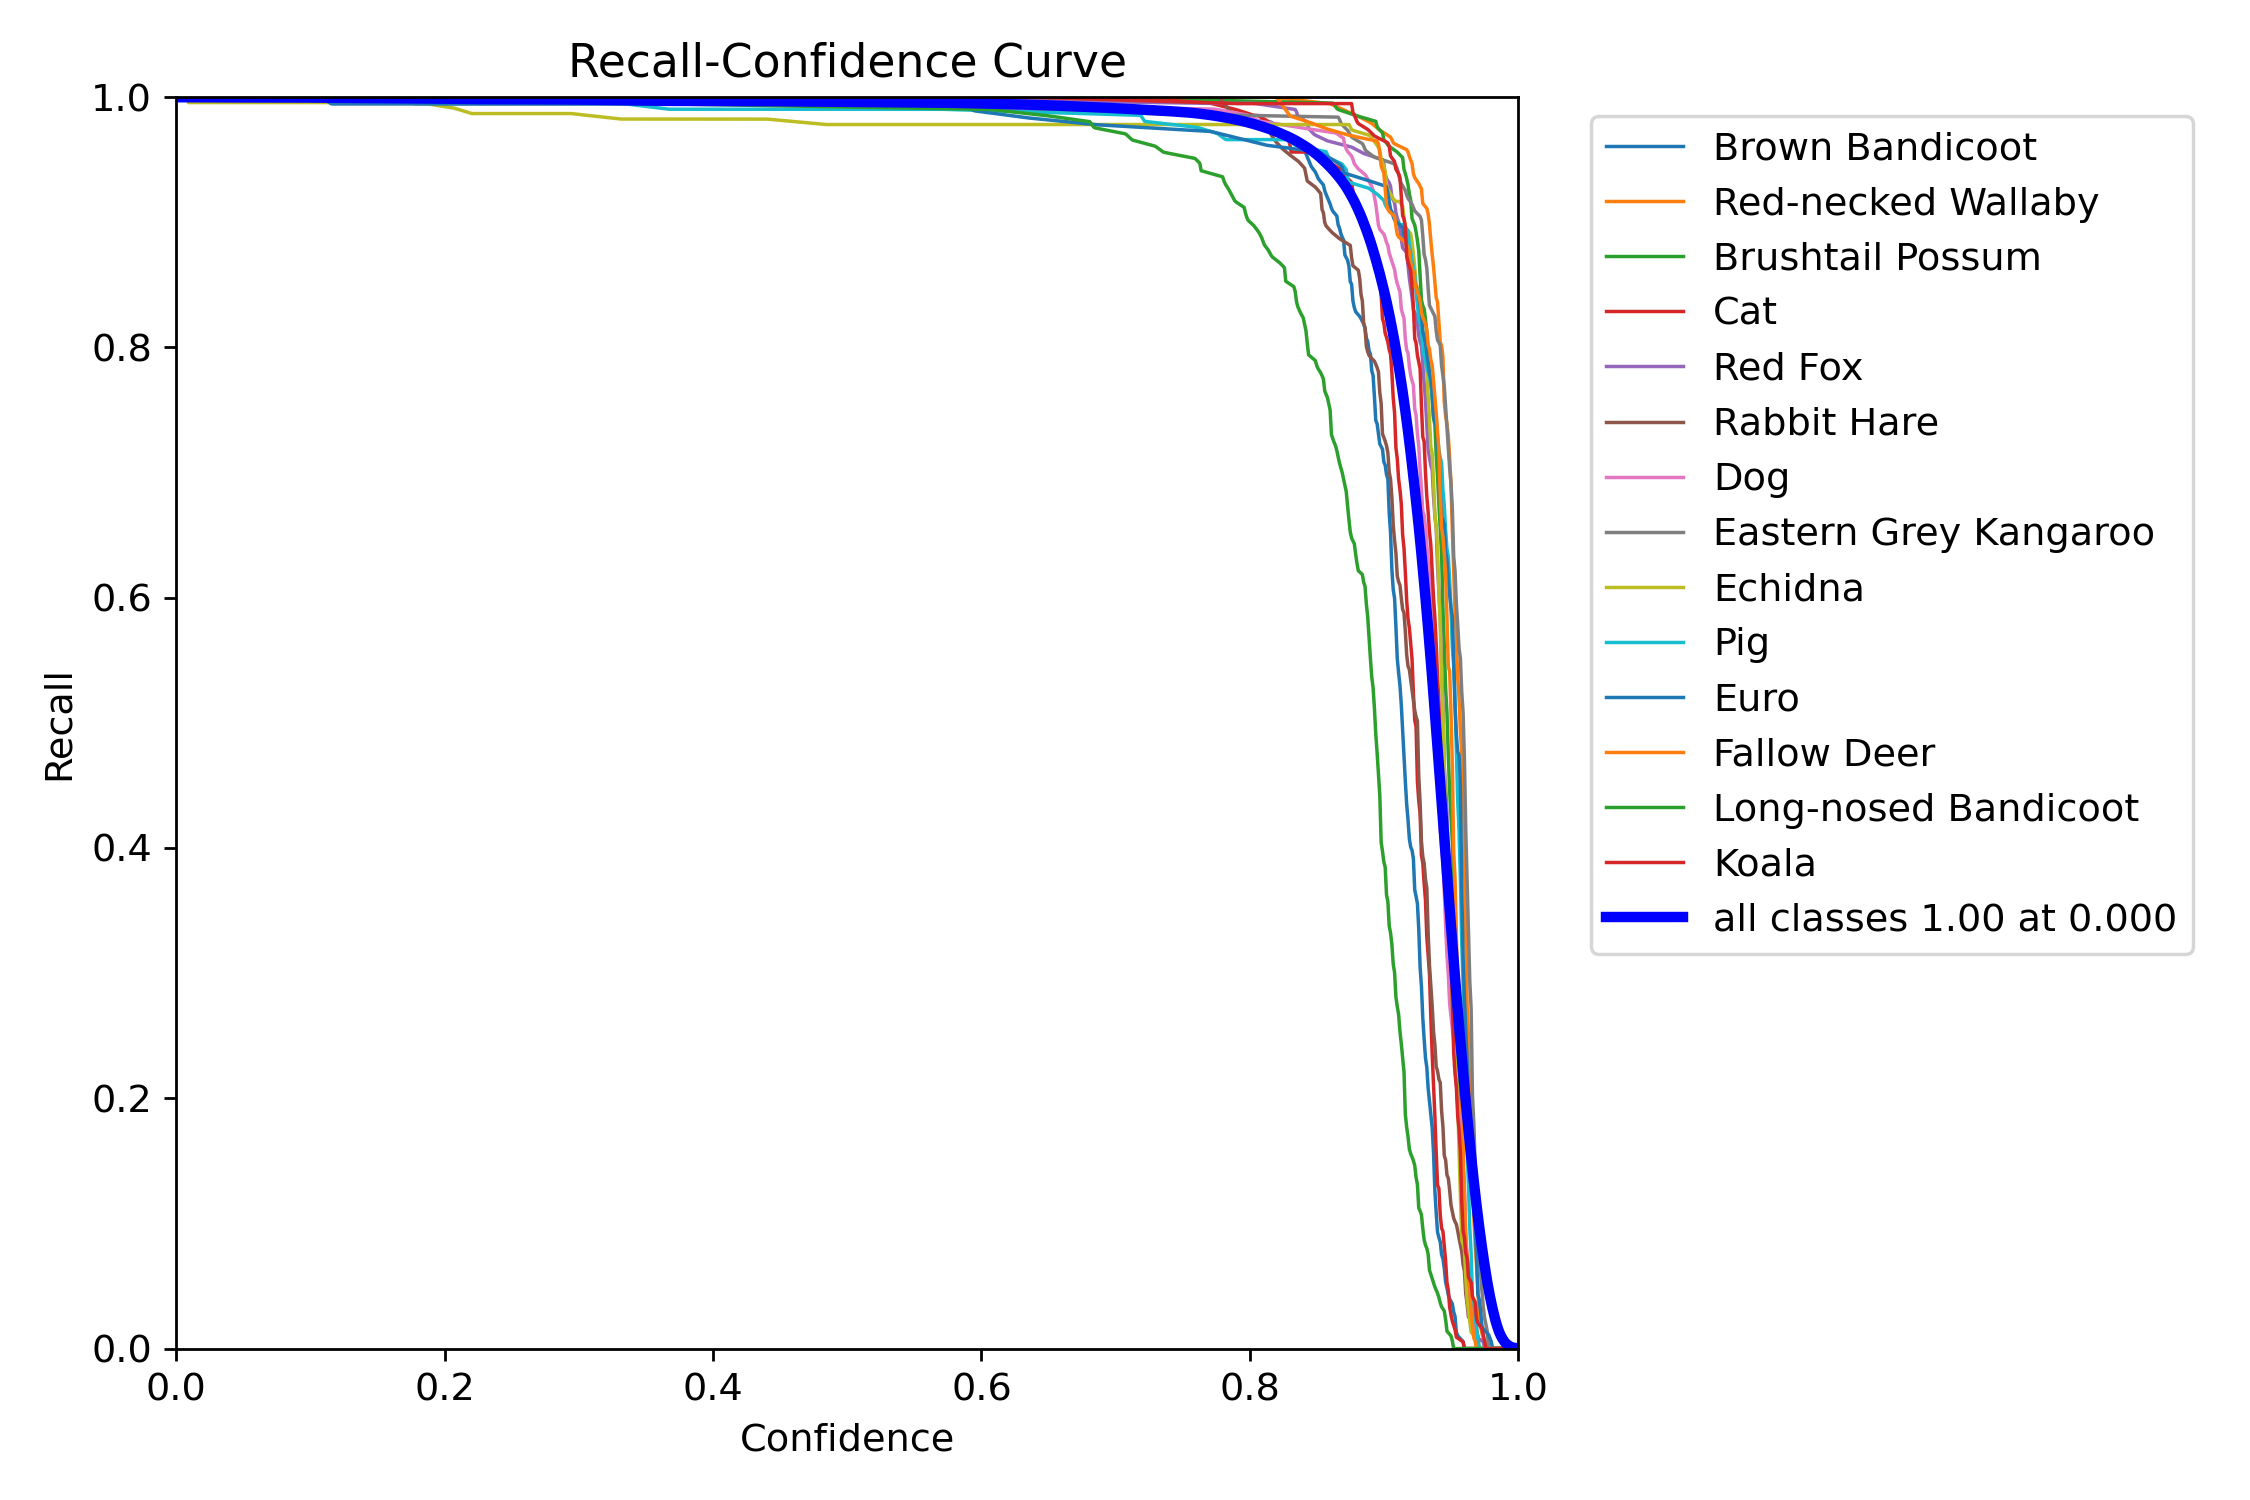 Recall-Confidence Curve
1.0
0.8
0.6
0.4
0.2
0.0
Recall
0.0 0.2 0.4 0.6 0.8 1.0
Confidence
Brown Bandicoot
Red-necked Wallaby
Brushtail Possum
Cat
Red Fox
Rabbit Hare
Dog
Eastern Grey Kangaroo
Echidna
Pig
Euro
Fallow Deer
Long-nosed Bandicoot
Koala
all classes 1.00 at 0.000